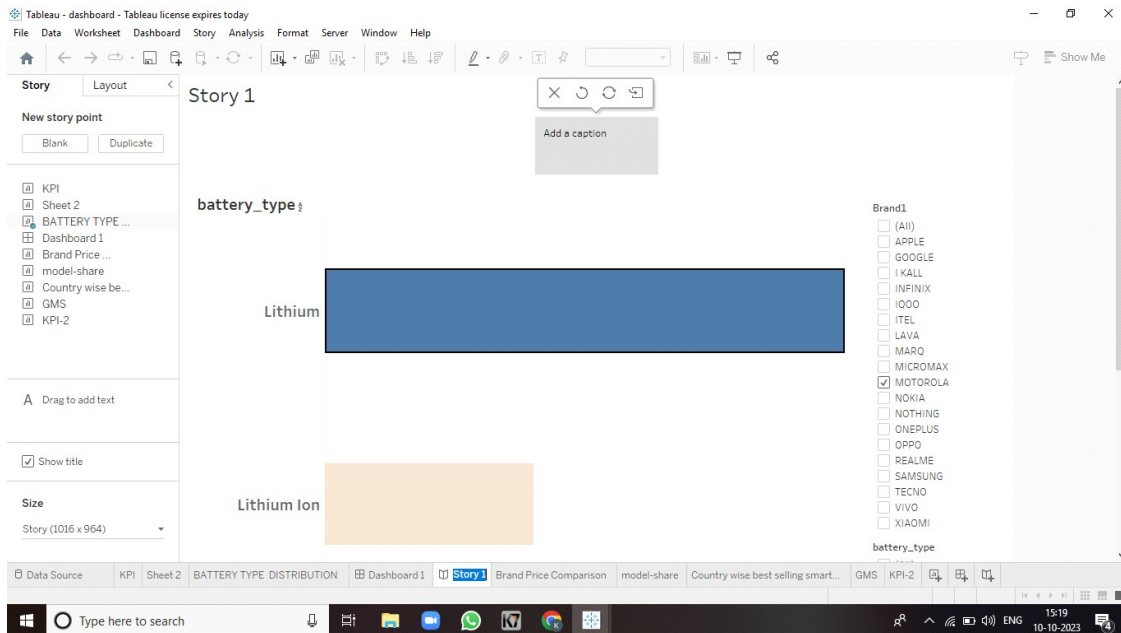 Tableau - dashboard - Tableau license expires today
File Data Worksheet Dashboard Story Analysis Format Server Window Help
Show Me
Story Layout
New story point
Blank Duplicate
KPI
Sheet 2
BATTERY TYPE ...
Dashboard 1
Brand Price ...
model-share
Country wise be...
GMS
KPI-2
A Drag to add text
Show title
Size
Story (1016 x 964)
Story 1
Add a caption
battery_type
Lithium
Lithium Ion
Brand1
(All)
APPLE
GOOGLE
I KALL
INFINIX
IQOO
ITEL
LAVA
MARQ
MICROMAX
MOTOROLA
NOKIA
NOTHING
ONEPLUS
OPPO
REALME
SAMSUNG
TECNO
VIVO
XIAOMI
battery_type
Data Source KPI Sheet 2 BATTERY TYPE DISTRIBUTION Dashboard 1 Story 1 Brand Price Comparison model-share Country wise best selling smart... GMS KPI-2
Type here to search
ENG
15:19
10-10-2023
4